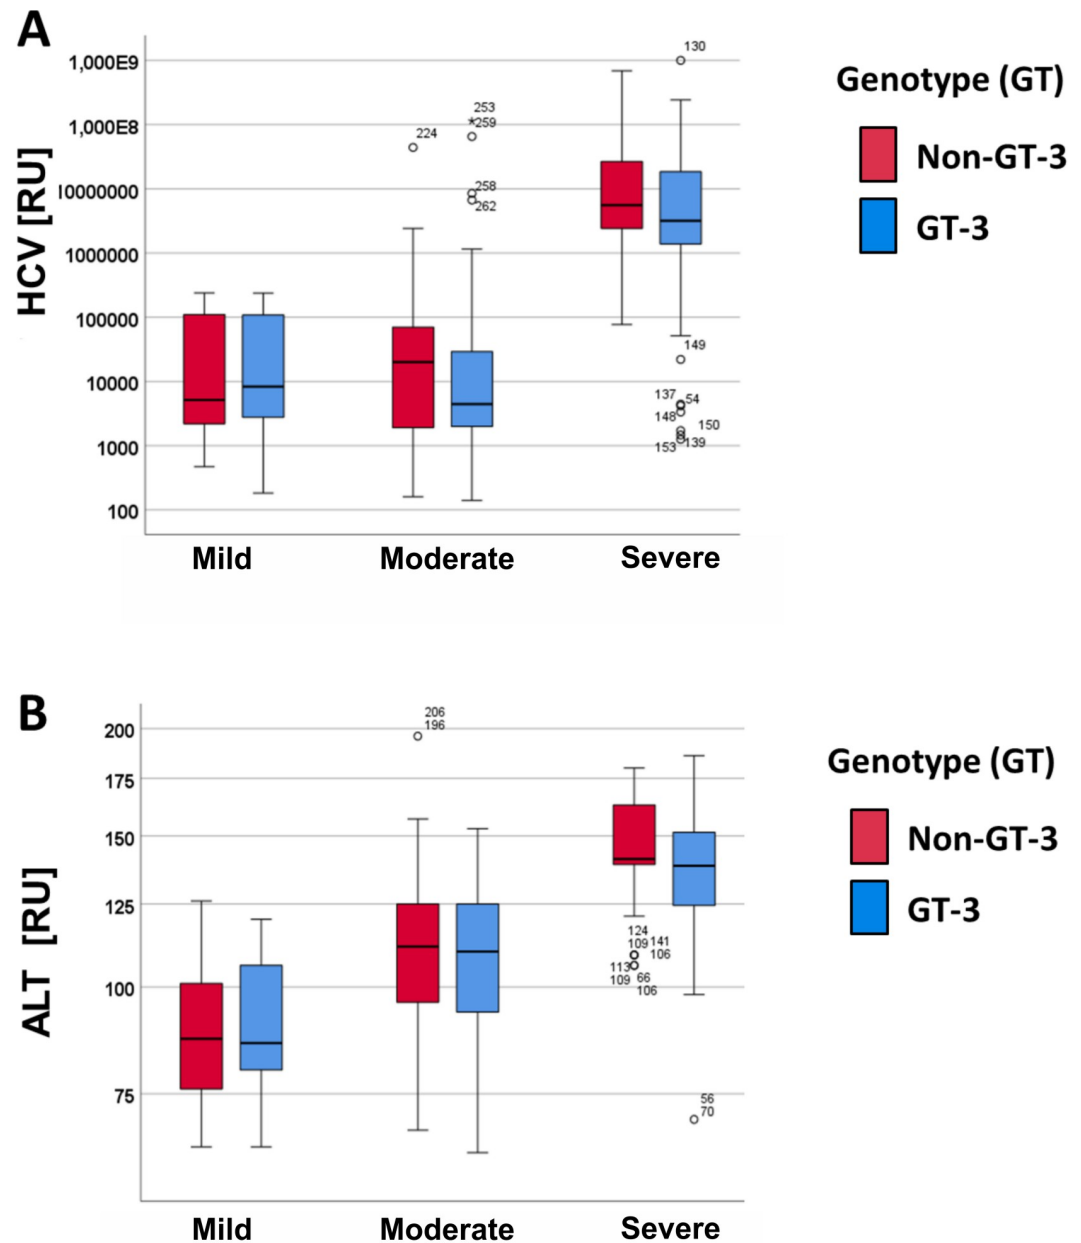 A
HCV [RU]
1,000E9
1,000E8
10000000
1000000
100000
10000
1000
100
224
253
259
258
262
130
149
137
54
148
150
153
139
Mild
Moderate
Severe
Genotype (GT)
Non-GT-3
GT-3
B
ALT [RU]
200
175
150
125
100
75
206
196
124
109
141
106
113
109
66
106
56
70
Mild
Moderate
Severe
Genotype (GT)
Non-GT-3
GT-3